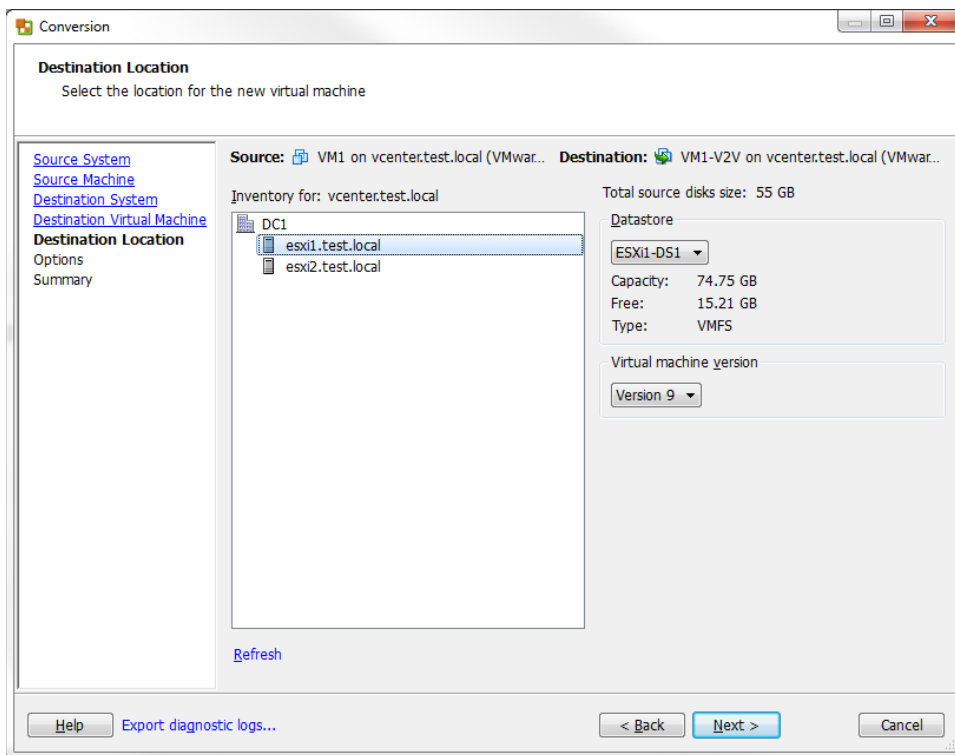 Conversion
Destination Location
Select the location for the new virtual machine
Source System
Source Machine
Destination System
Destination Virtual Machine
Destination Location
Options
Summary
Source: VM1 on vcenter.test.local (VMwar... Destination: VM1-V2V on vcenter.test.local (VMwar...
Inventory for: vcenter.test.local
DC1
esxi1.test.local
esxi2.test.local
Refresh
Total source disks size: 55 GB
Datastore
ESXi1-DS1
Capacity: 74.75 GB
Free: 15.21 GB
Type: VMFS
Virtual machine version
Version 9
Help Export diagnostic logs... < Back Next > Cancel